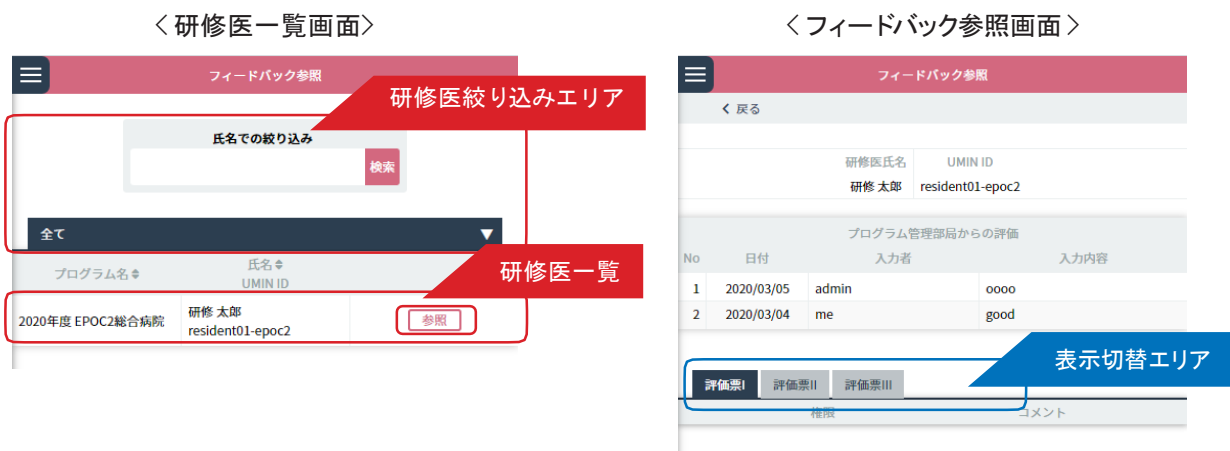 〈研修医一覧画面〉
フィードバック参照
研修医絞り込みエリア
氏名での絞り込み
検索
全て ▼
研修医一覧
プログラム名 氏名
UMIN ID
2020年度 EPOC2総合病院 研修 太郎 参照
resident01-epoc2
〈フィードバック参照画面〉
フィードバック参照
戻る
研修医氏名 UMIN ID
研修 太郎 resident01-epoc2
プログラム管理部局からの評価
No 日付 入力者 入力内容
1 2020/03/05 admin oooo
2 2020/03/04 me good
表示切替エリア
評価票I 評価票II 評価票III
権限 コメント